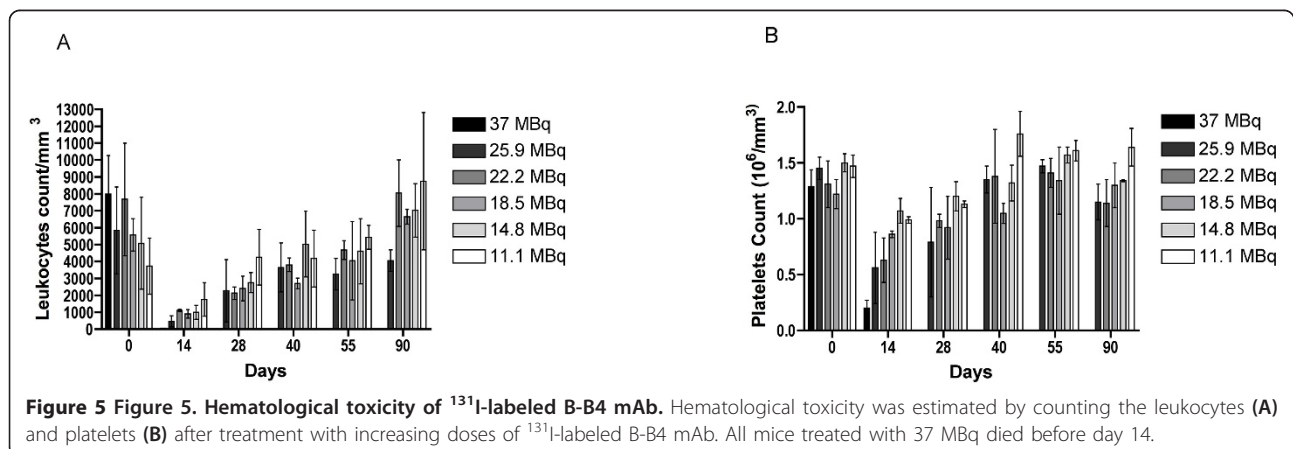 A
Leukocytes count/mm³
13000
12000
11000
10000
9000
8000
7000
6000
5000
4000
3000
2000
1000
0
0 14 28 40 55 90
Days
37 MBq
25.9 MBq
22.2 MBq
18.5 MBq
14.8 MBq
11.1 MBq
B
Platelets Count (10⁶/mm³)
2.0
1.5
1.0
0.5
0.0
0 14 28 40 55 90
Days
37 MBq
25.9 MBq
22.2 MBq
18.5 MBq
14.8 MBq
11.1 MBq
Figure 5 Figure 5. Hematological toxicity of ¹³¹I-labeled B-B4 mAb. Hematological toxicity was estimated by counting the leukocytes (A)
and platelets (B) after treatment with increasing doses of ¹³¹I-labeled B-B4 mAb. All mice treated with 37 MBq died before day 14.